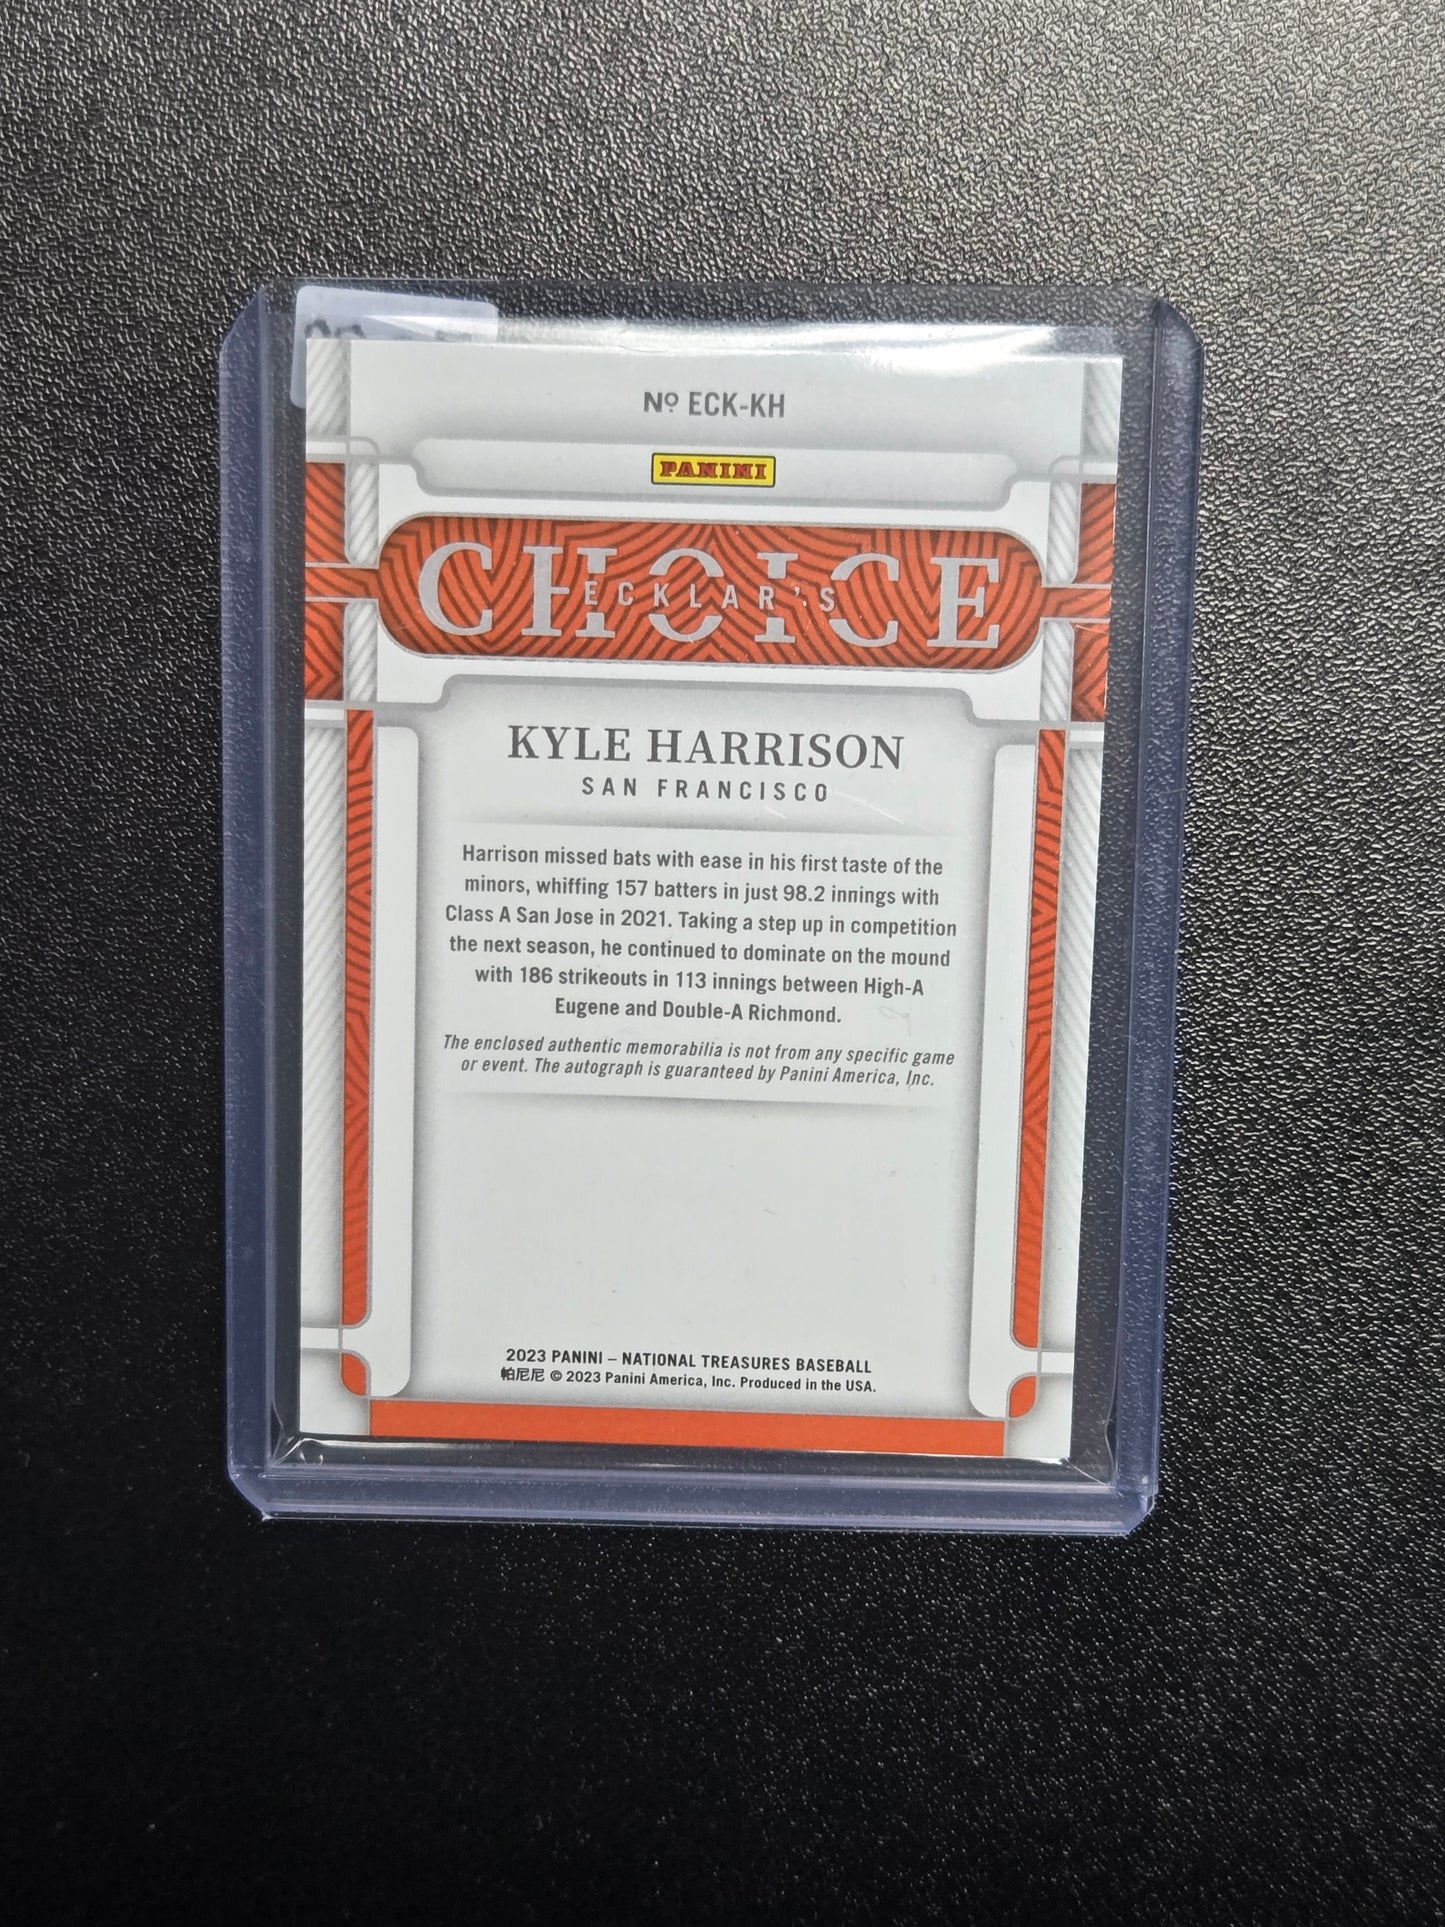 Nº ECK-KH
PANINI
CHOICE
ECKLAR'S
KYLE HARRISON
SAN FRANCISCO
Harrison missed bats with ease in his first taste of the
minors, whiffing 157 batters in just 98.2 innings with
Class A San Jose in 2021. Taking a step up in competition
the next season, he continued to dominate on the mound
with 186 strikeouts in 113 innings between High-A
Eugene and Double-A Richmond.
The enclosed authentic memorabilia is not from any specific game
or event. The autograph is guaranteed by Panini America, Inc.
2023 PANINI – NATIONAL TREASURES BASEBALL
帕尼尼 © 2023 Panini America, Inc. Produced in the USA.